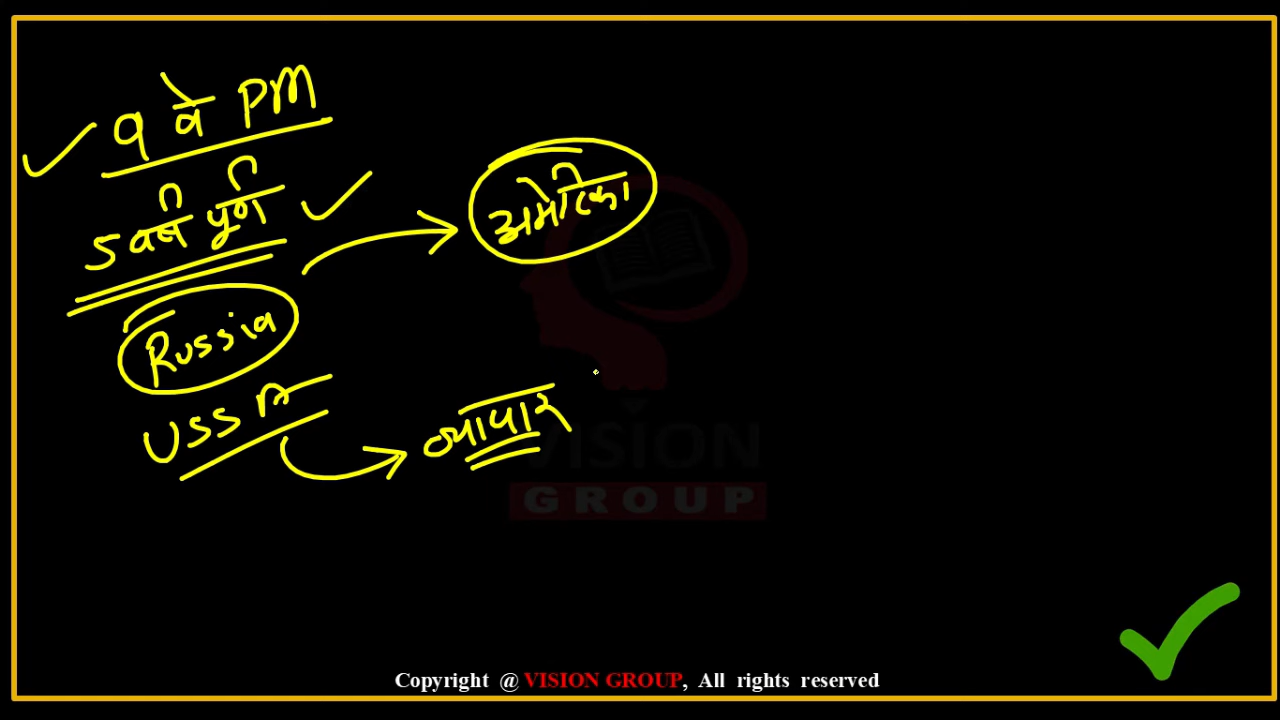 9 वे PM
5 वर्ष पूर्ण
अमेरिका
Russia
USSR
व्यापार
VISION
GROUP
Copyright @ VISION GROUP, All rights reserved